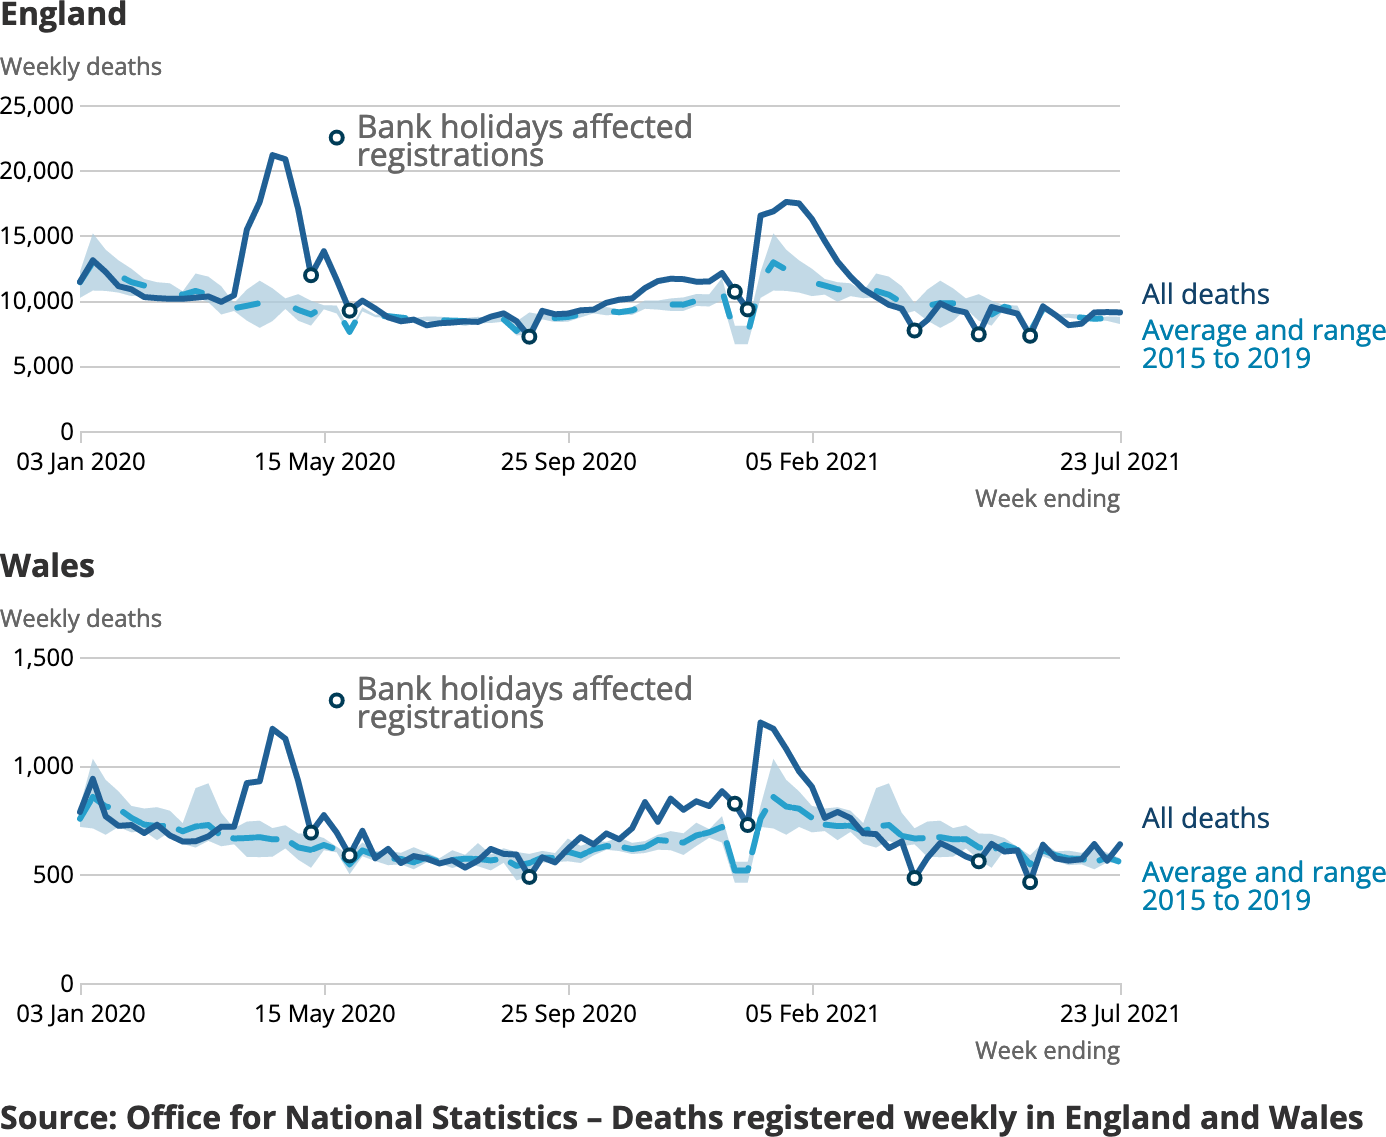 England
Weekly deaths
25,000
Bank holidays affected
registrations
20,000
15,000
10,000
All deaths
Average and range
2015 to 2019
5,000
0
03 Jan 2020 15 May 2020 25 Sep 2020 05 Feb 2021 23 Jul 2021
Week ending
Wales
Weekly deaths
1,500
Bank holidays affected
registrations
1,000
All deaths
500
Average and range
2015 to 2019
0
03 Jan 2020 15 May 2020 25 Sep 2020 05 Feb 2021 23 Jul 2021
Week ending
Source: Office for National Statistics – Deaths registered weekly in England and Wales